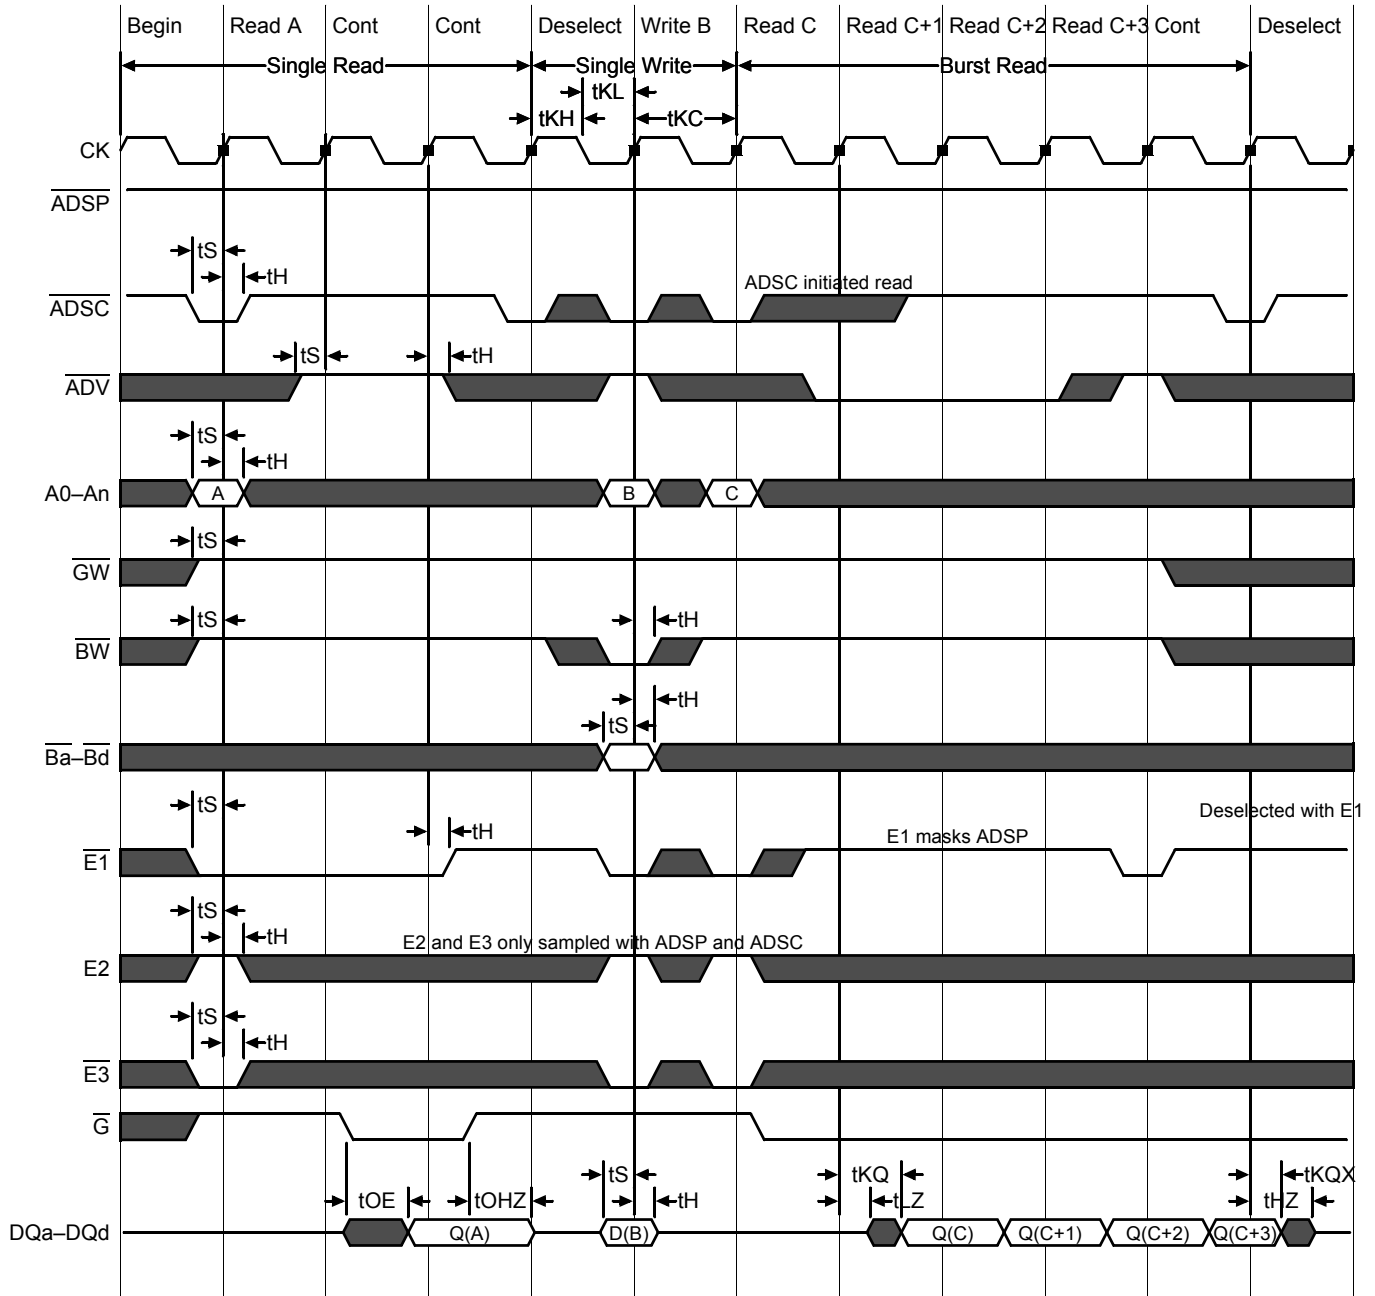 Begin Read A Cont Cont Deselect Write B Read C Read C+1 Read C+2 Read C+3 Cont Deselect
Single Read Single Write Burst Read
tKL
tKH tKC
CK
ADSP
tS
tH
ADSC initiated read
ADSC
tS tH
ADV
tS
tH
A0–An A B C
tS
GW
tS tH
BW
tH
tS
Ba–Bd
tS
Deselected with E1
tH
E1 masks ADSP
E1
tS
tH
E2 and E3 only sampled with ADSP and ADSC
E2
tS
tH
E3
G
tS tKQ tKQX
tOE tOHZ tH tLZ tHZ
DQa–DQd Q(A) D(B) Q(C) Q(C+1) Q(C+2) Q(C+3)